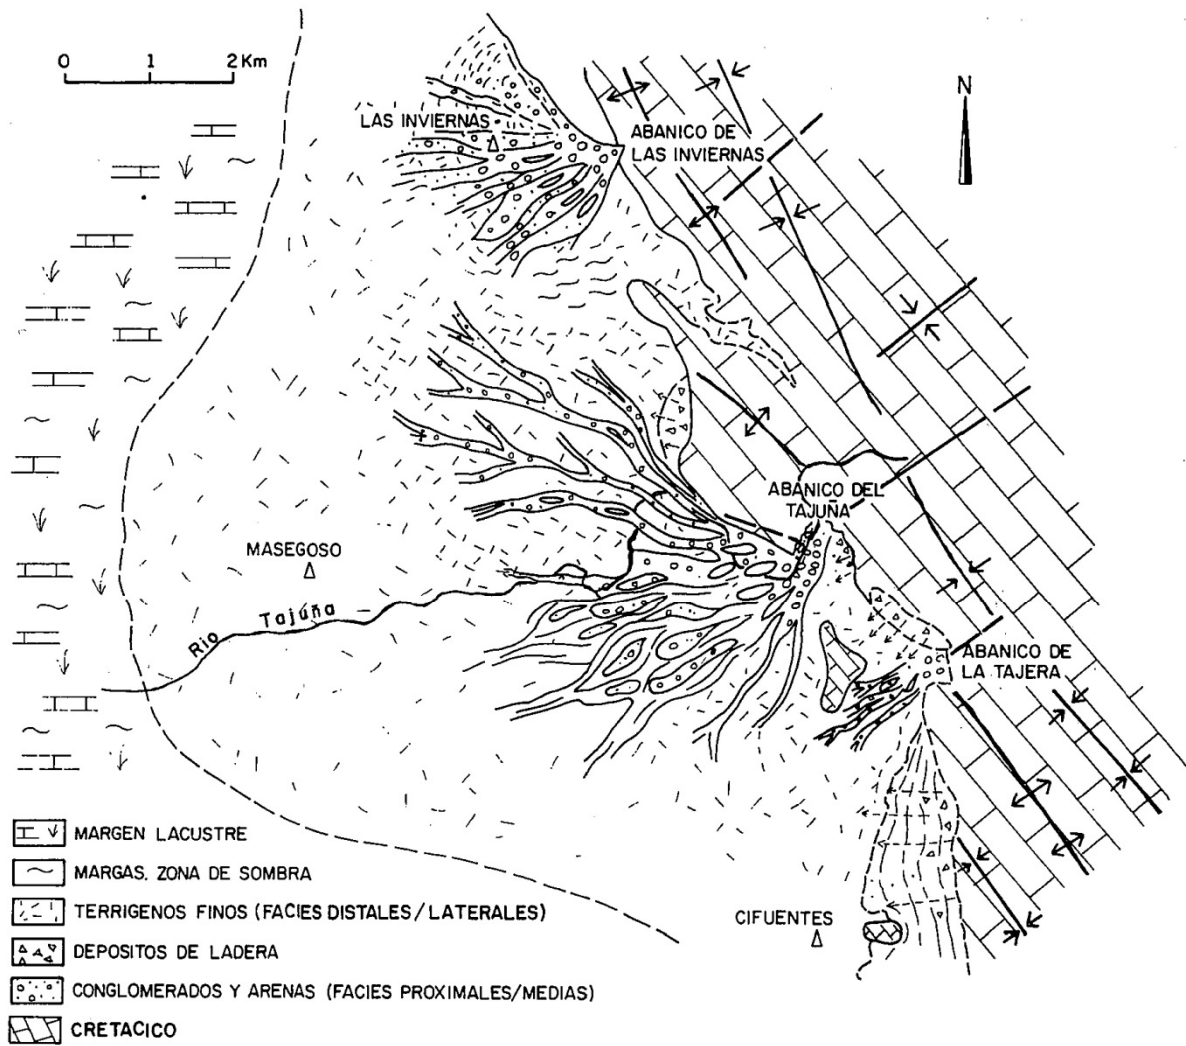 0 1 2 Km
N
LAS INVIERNAS
ABANICO DE
LAS INVIERNAS
ABANICO DEL
TAJUÑA
MASEGOSO
Rio Tajúña
ABANICO DE
LA TAJERA
CIFUENTES
MARGEN LACUSTRE
MARGAS. ZONA DE SOMBRA
TERRIGENOS FINOS (FACIES DISTALES/LATERALES)
DEPOSITOS DE LADERA
CONGLOMERADOS Y ARENAS (FACIES PROXIMALES/MEDIAS)
CRETACICO